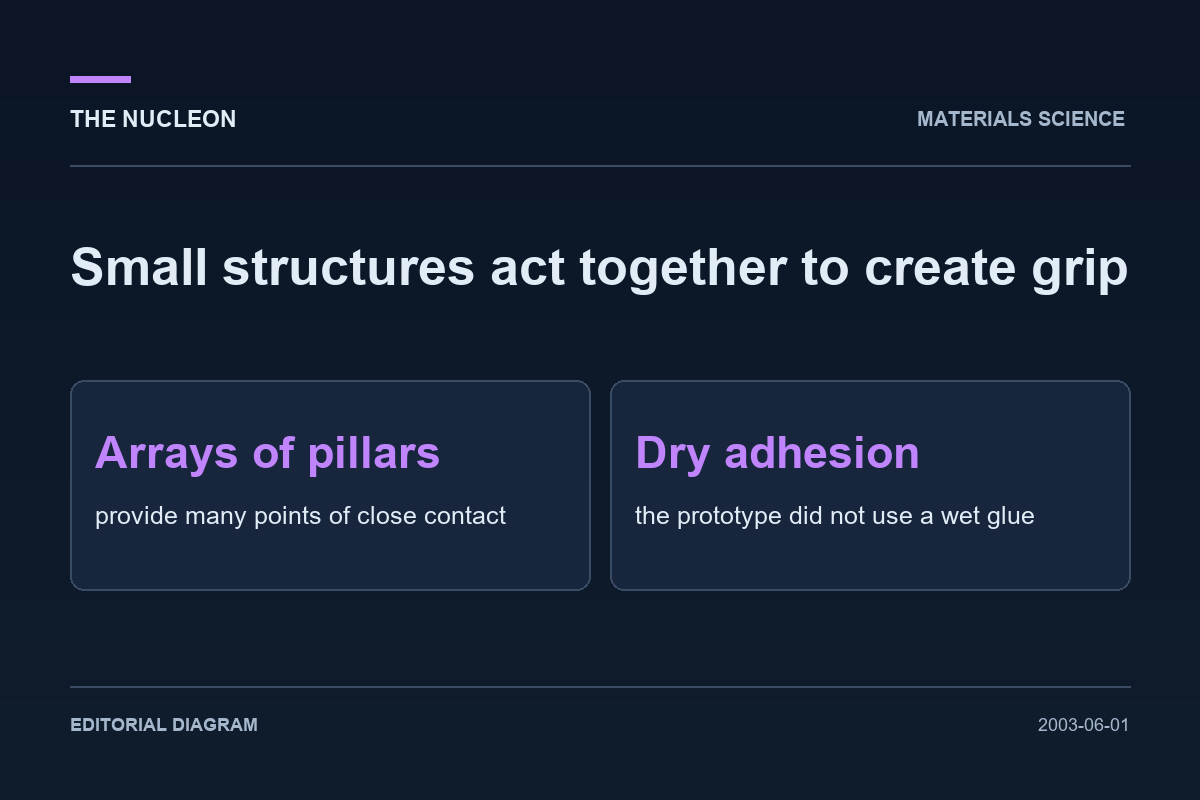 THE NUCLEON
MATERIALS SCIENCE
Small structures act together to create grip
Arrays of pillars
provide many points of close contact
Dry adhesion
the prototype did not use a wet glue
EDITORIAL DIAGRAM
2003-06-01